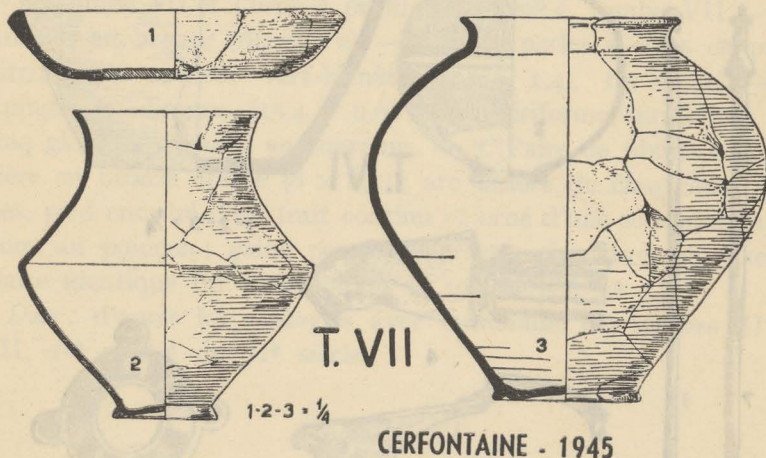 1
2
3
T. VII
1-2-3 = 1/4
CERFONTAINE - 1945